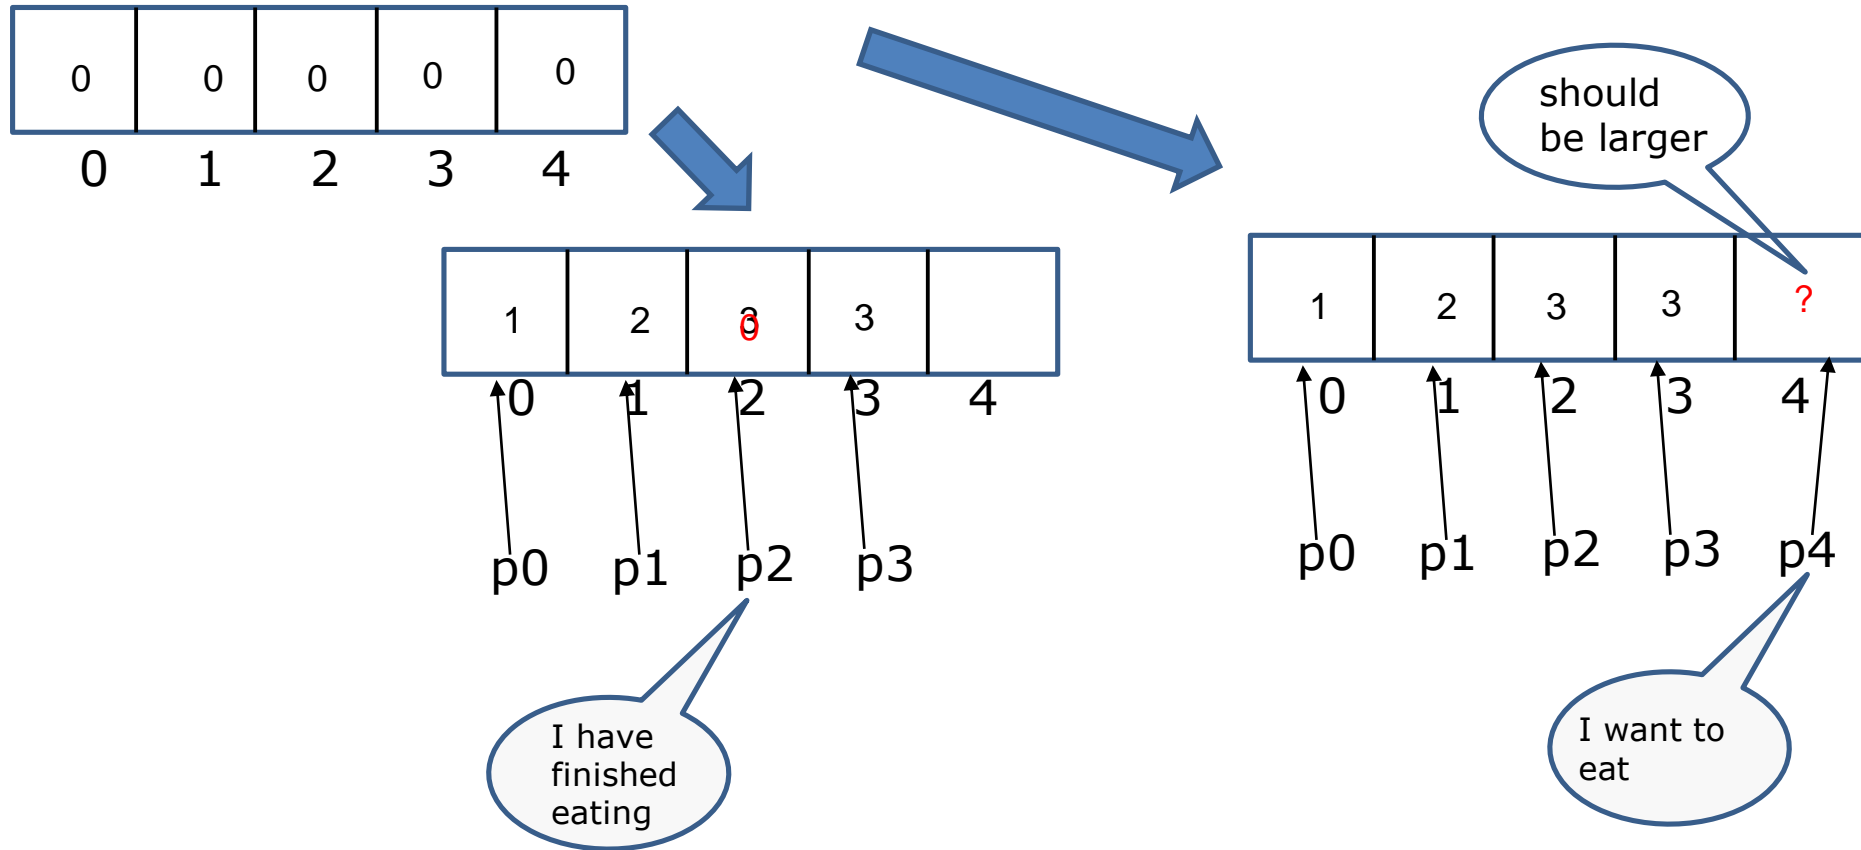 0 0 0 0 0
0 1 2 3 4
should
be larger
1 2 3 0 3
0 1 2 3 4
p0 p1 p2 p3
I have
finished
eating
1 2 3 3 ?
0 1 2 3 4
p0 p1 p2 p3 p4
I want to
eat